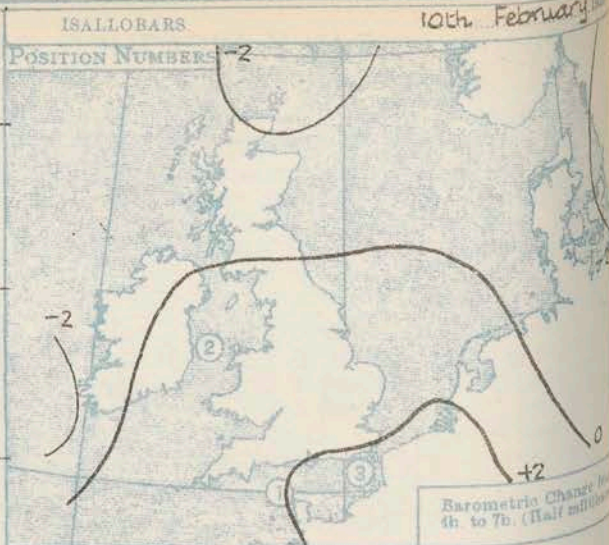 ISALLOBARS 10th February
POSITION NUMBERS
-2
-2
2
0
+2
1
3
Barometric Change
4h to 7h. (Half